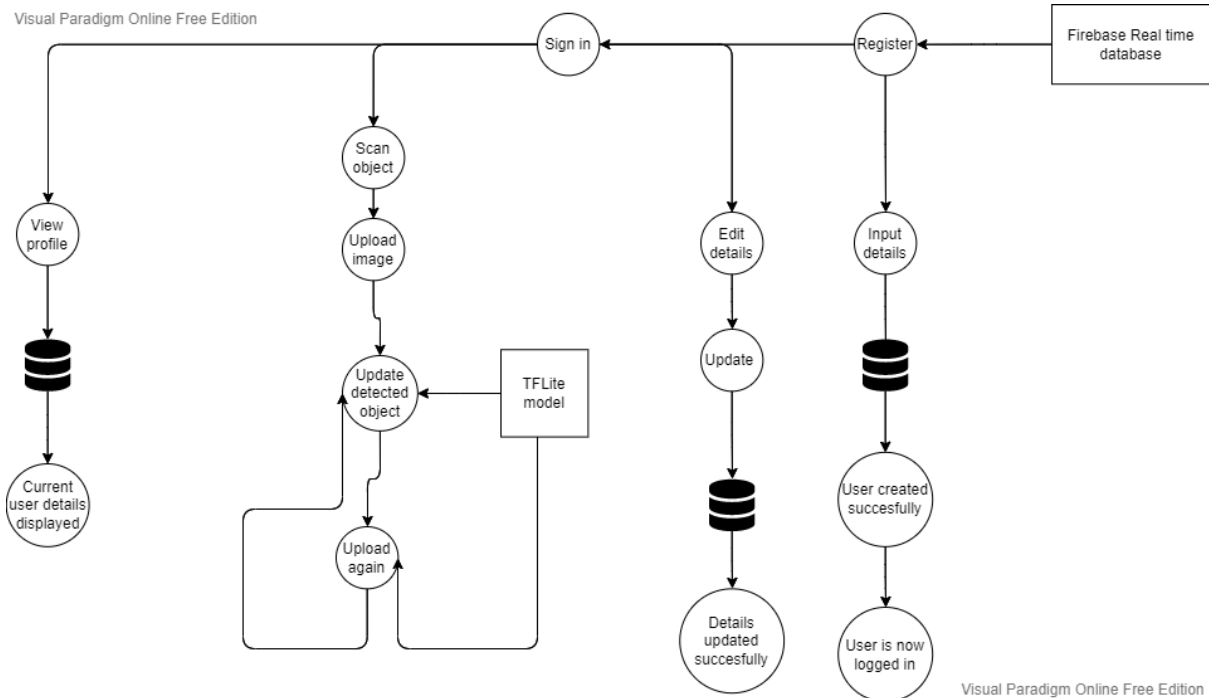 Visual Paradigm Online Free Edition
Sign in
Register
Firebase Real time
database
Scan
object
View
profile
Upload
image
Edit
details
Input
details
Update
detected
object
TFLite
model
Update
Current
user details
displayed
User created
succesfully
Upload
again
Details
updated
succesfully
User is now
logged in
Visual Paradigm Online Free Edition